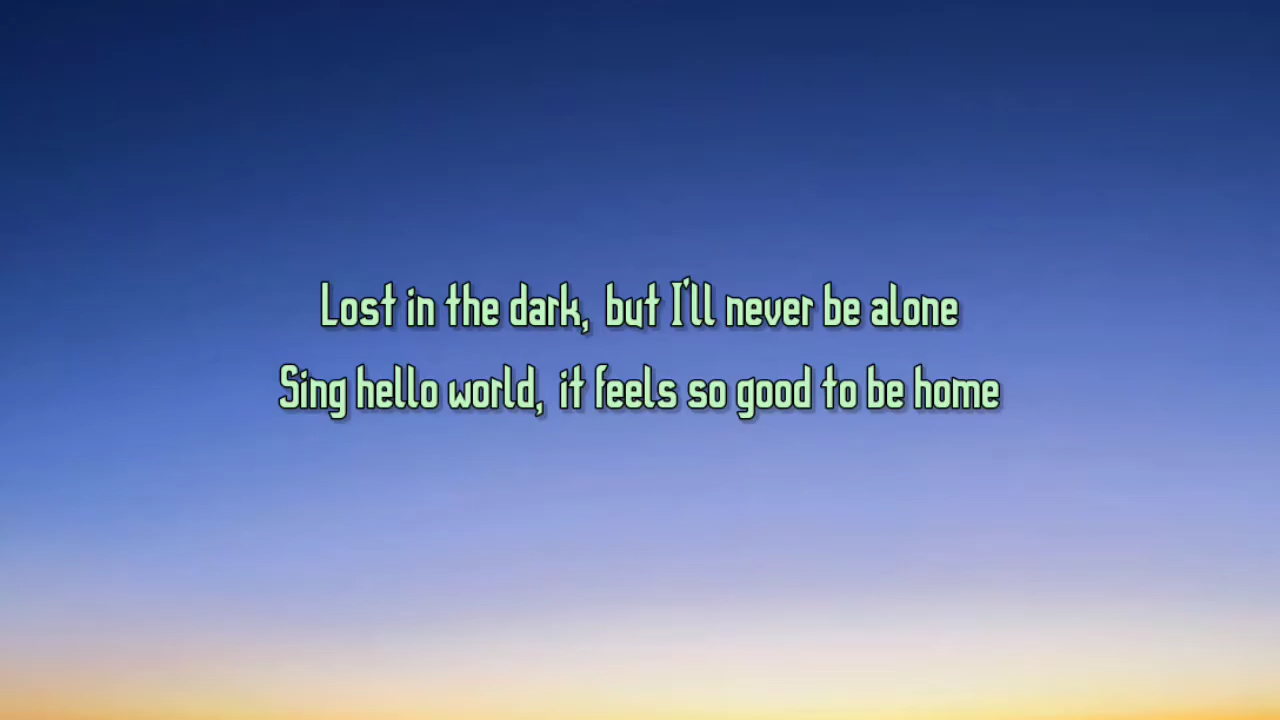 Lost in the dark, but I'll never be alone
Sing hello world, it feels so good to be home